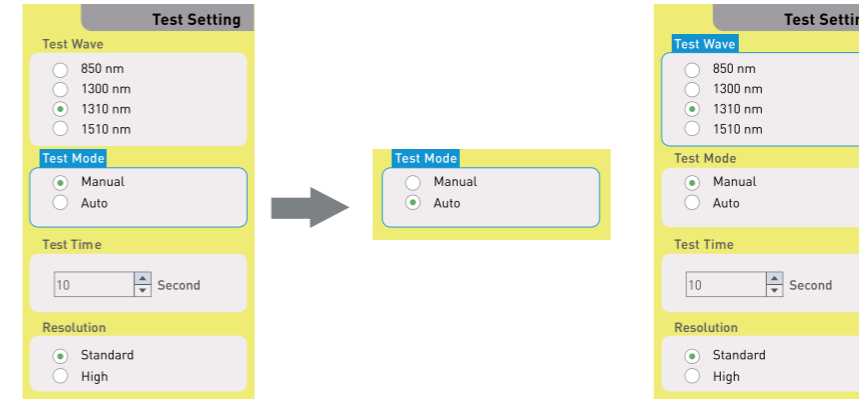 Test Setting
Test Wave
850 nm
1300 nm
1310 nm
1510 nm
Test Mode
Manual
Auto
Test Time
10 Second
Resolution
Standard
High
Test Mode
Manual
Auto
Test Settin
Test Wave
850 nm
1300 nm
1310 nm
1510 nm
Test Mode
Manual
Auto
Test Time
10 Second
Resolution
Standard
High